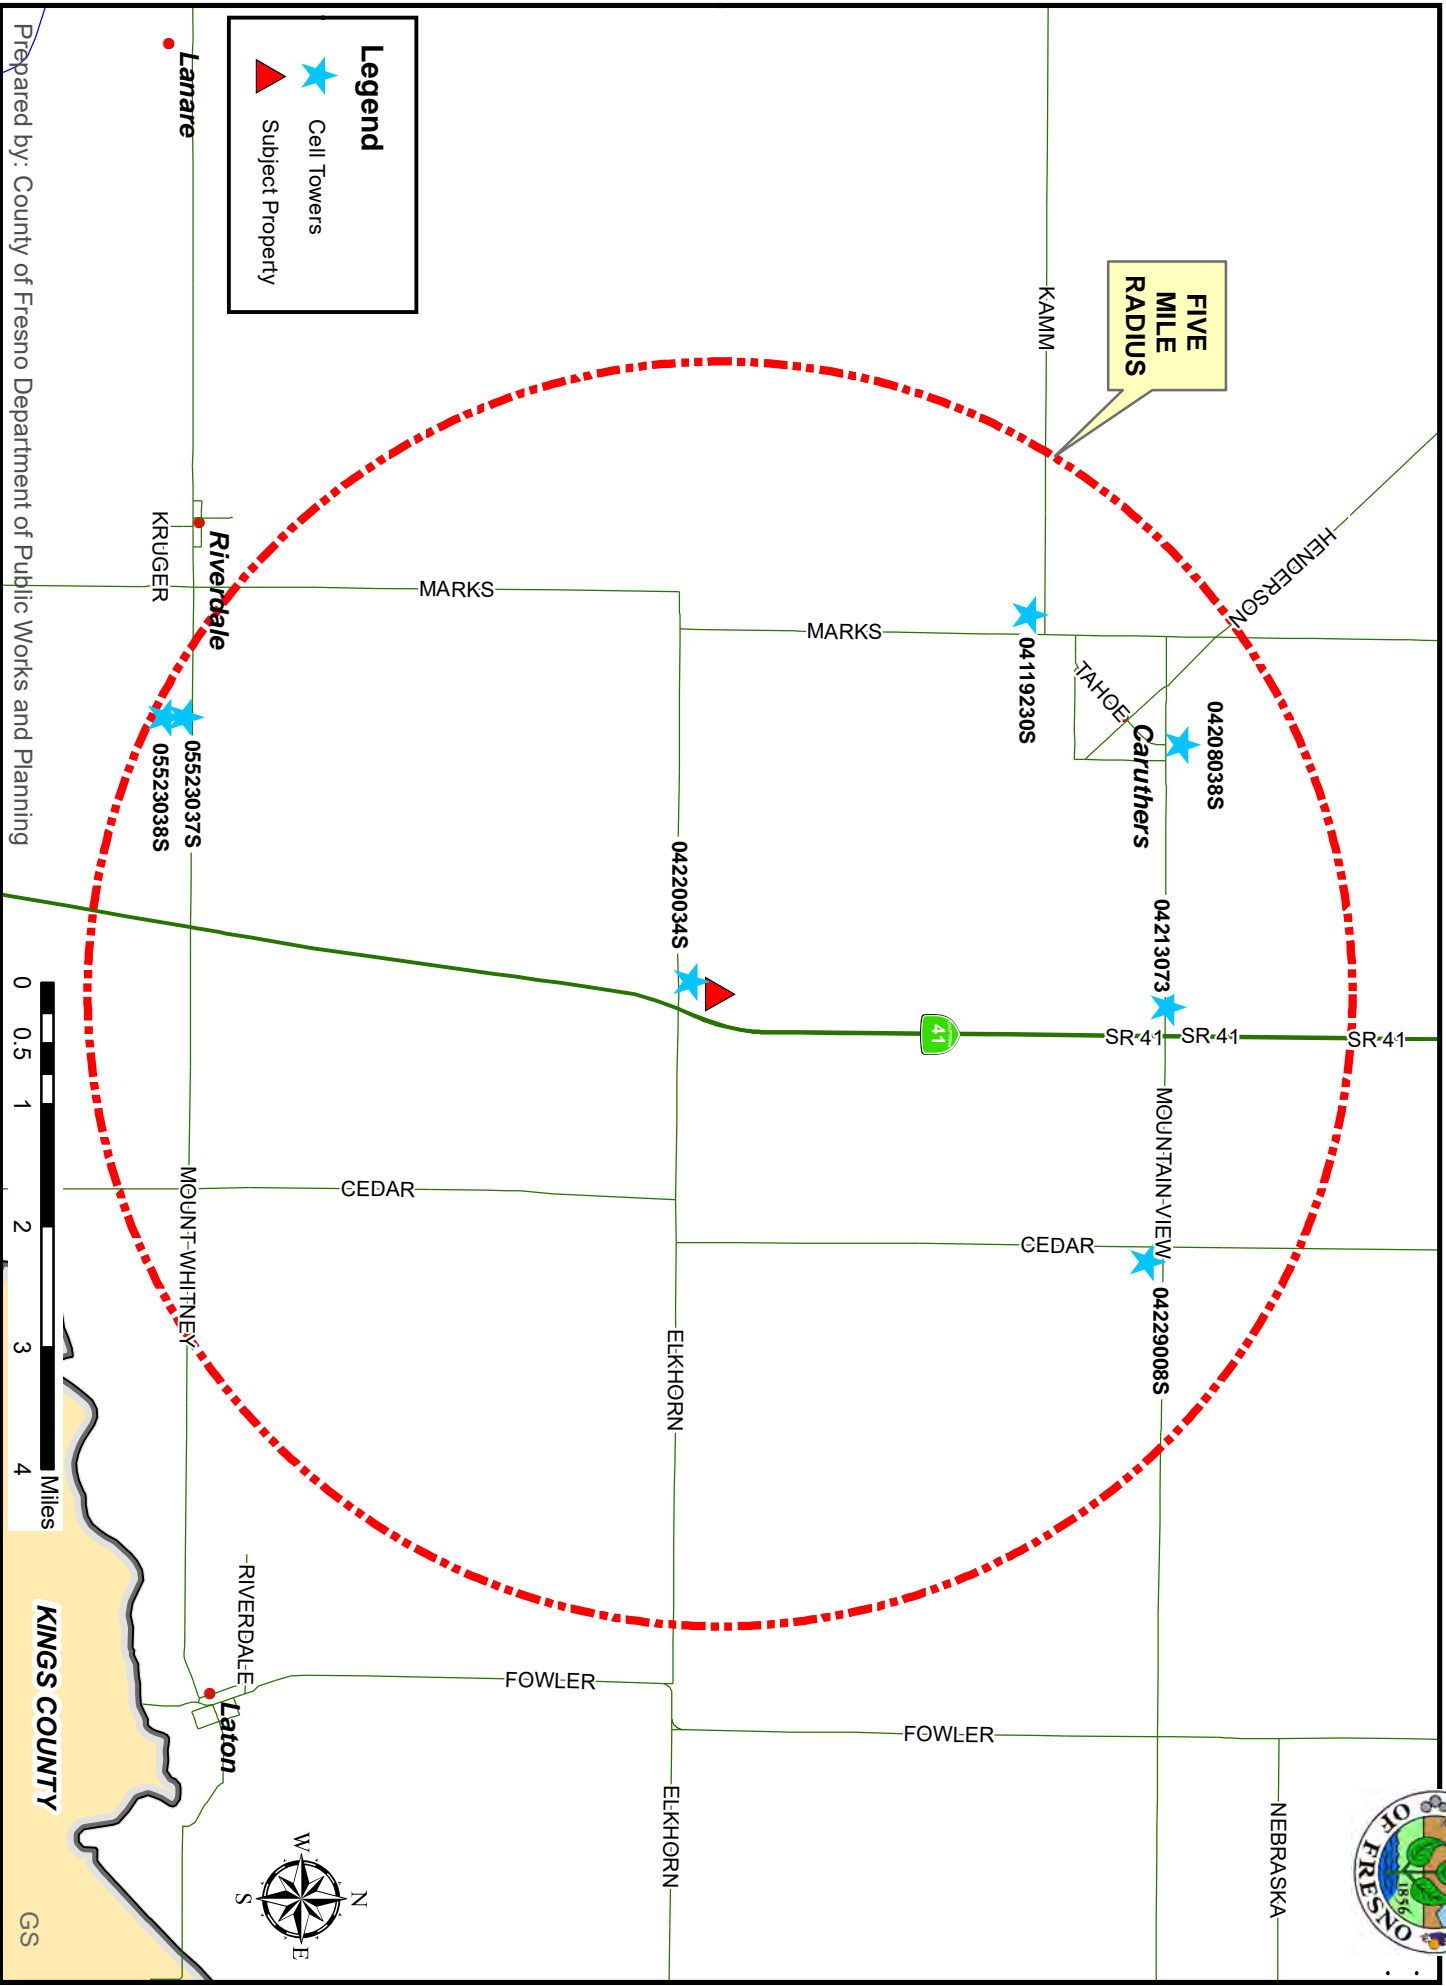 OF FRESNO
1856
NEBRASKA
FIVE
MILE
RADIUS
HENDERSON
SR 41
SR 41
SR 41
04208038S
Caruthers
TAHOE
04213073
MOUNTAIN VIEW
04229008S
KAMM
04119230S
CEDAR
41
FOWLER
MARKS
04220034S
ELKHORN
ELKHORN
MARKS
CEDAR
FOWLER
Legend
Cell Towers
Subject Property
N
W
E
S
Lanare
Riverdale
KRUGER
05523037S
05523038S
MOUNT WHITNEY
RIVERDALE
Laton
KINGS COUNTY
0 0.5 1 2 3 4
Miles
Prepared by: County of Fresno Department of Public Works and Planning
GS